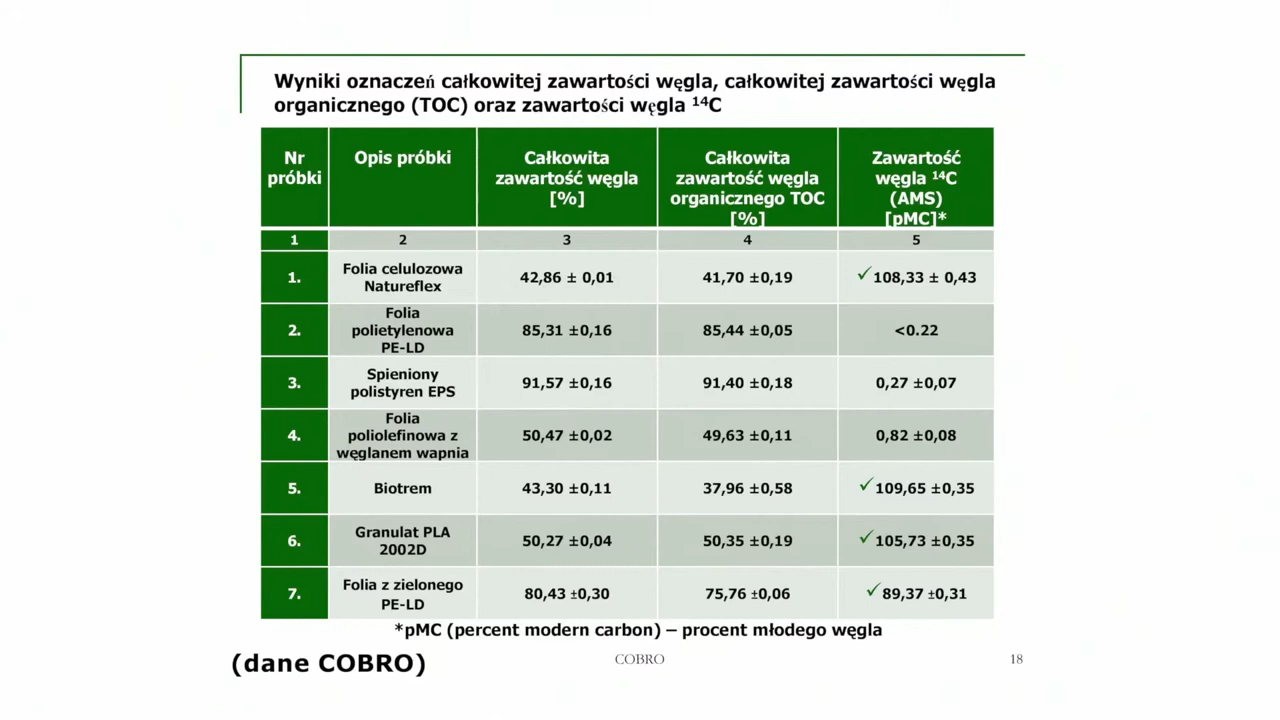 Wyniki oznaczeń całkowitej zawartości węgla, całkowitej zawartości węgla
organicznego (TOC) oraz zawartości węgla ¹⁴C
Nr
próbki
Opis próbki
Całkowita
zawartość węgla
[%]
Całkowita
zawartość węgla
organicznego TOC
[%]
Zawartość
węgla ¹⁴C
(AMS)
[pMC]*
1 2 3 4 5
1.
Folia celulozowa
Natureflex
42,86 ± 0,01
41,70 ±0,19
✓108,33 ± 0,43
2.
Folia
polietylenowa
PE-LD
85,31 ±0,16
85,44 ±0,05
<0.22
3.
Spieniony
polistyren EPS
91,57 ±0,16
91,40 ±0,18
0,27 ±0,07
4.
Folia
poliolefinowa z
węglanem wapnia
50,47 ±0,02
49,63 ±0,11
0,82 ±0,08
5.
Biotrem
43,30 ±0,11
37,96 ±0,58
✓109,65 ±0,35
6.
Granulat PLA
2002D
50,27 ±0,04
50,35 ±0,19
✓105,73 ±0,35
7.
Folia z zielonego
PE-LD
80,43 ±0,30
75,76 ±0,06
✓89,37 ±0,31
*pMC (percent modern carbon) – procent młodego węgla
(dane COBRO)
COBRO
18